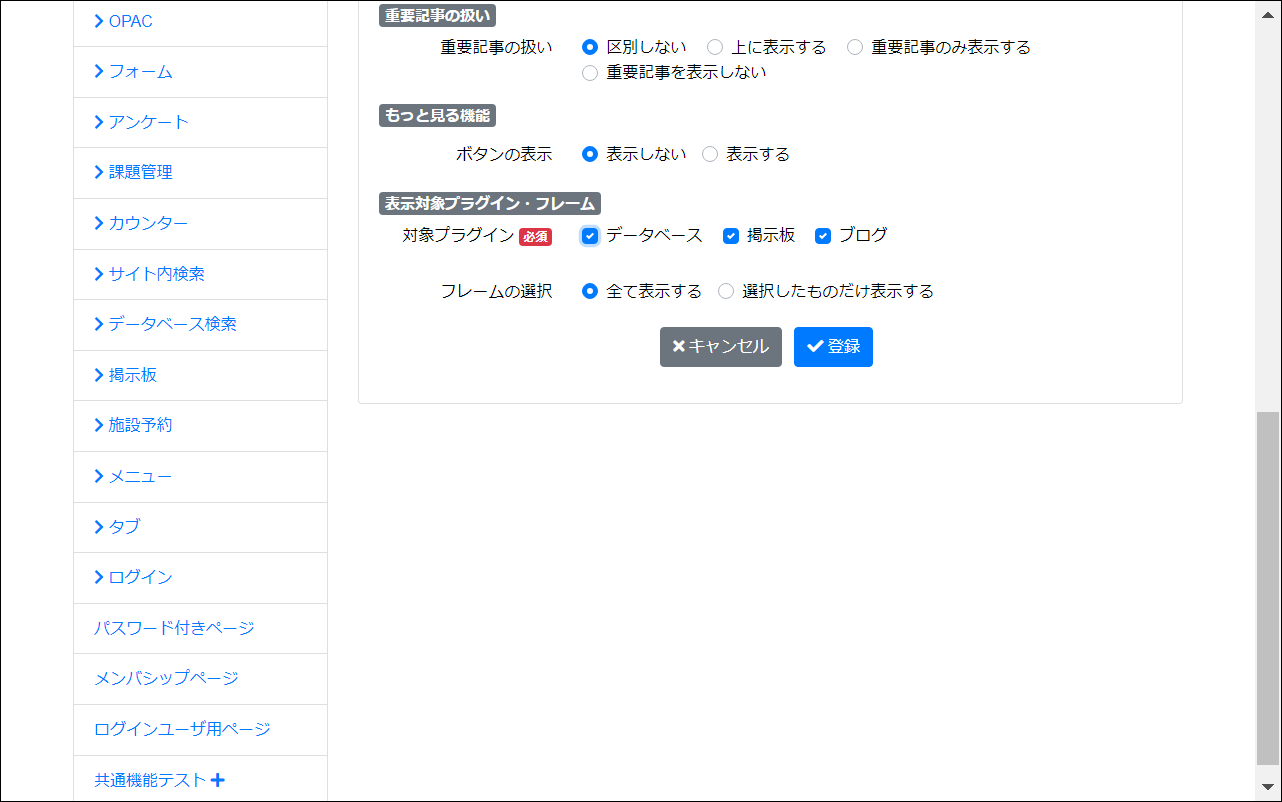 OPAC
フォーム
アンケート
課題管理
カウンター
サイト内検索
データベース検索
掲示板
施設予約
メニュー
タブ
ログイン
パスワード付きページ
メンバシップページ
ログインユーザ用ページ
共通機能テスト
重要記事の扱い
重要記事の扱い 区別しない 上に表示する 重要記事のみ表示する
重要記事を表示しない
もっと見る機能
ボタンの表示 表示しない 表示する
表示対象プラグイン・フレーム
対象プラグイン 必須 データベース 掲示板 ブログ
フレームの選択 全て表示する 選択したものだけ表示する
キャンセル 登録